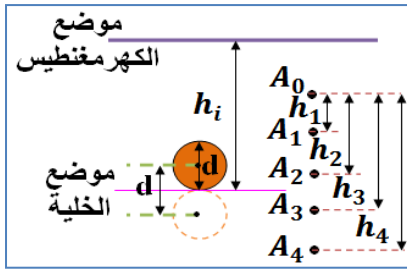 موضع
الكهرمغنطيس
h_i
d
d
موضع
الخلية
A_0
h_1
A_1
h_2
A_2
h_3
A_3
h_4
A_4